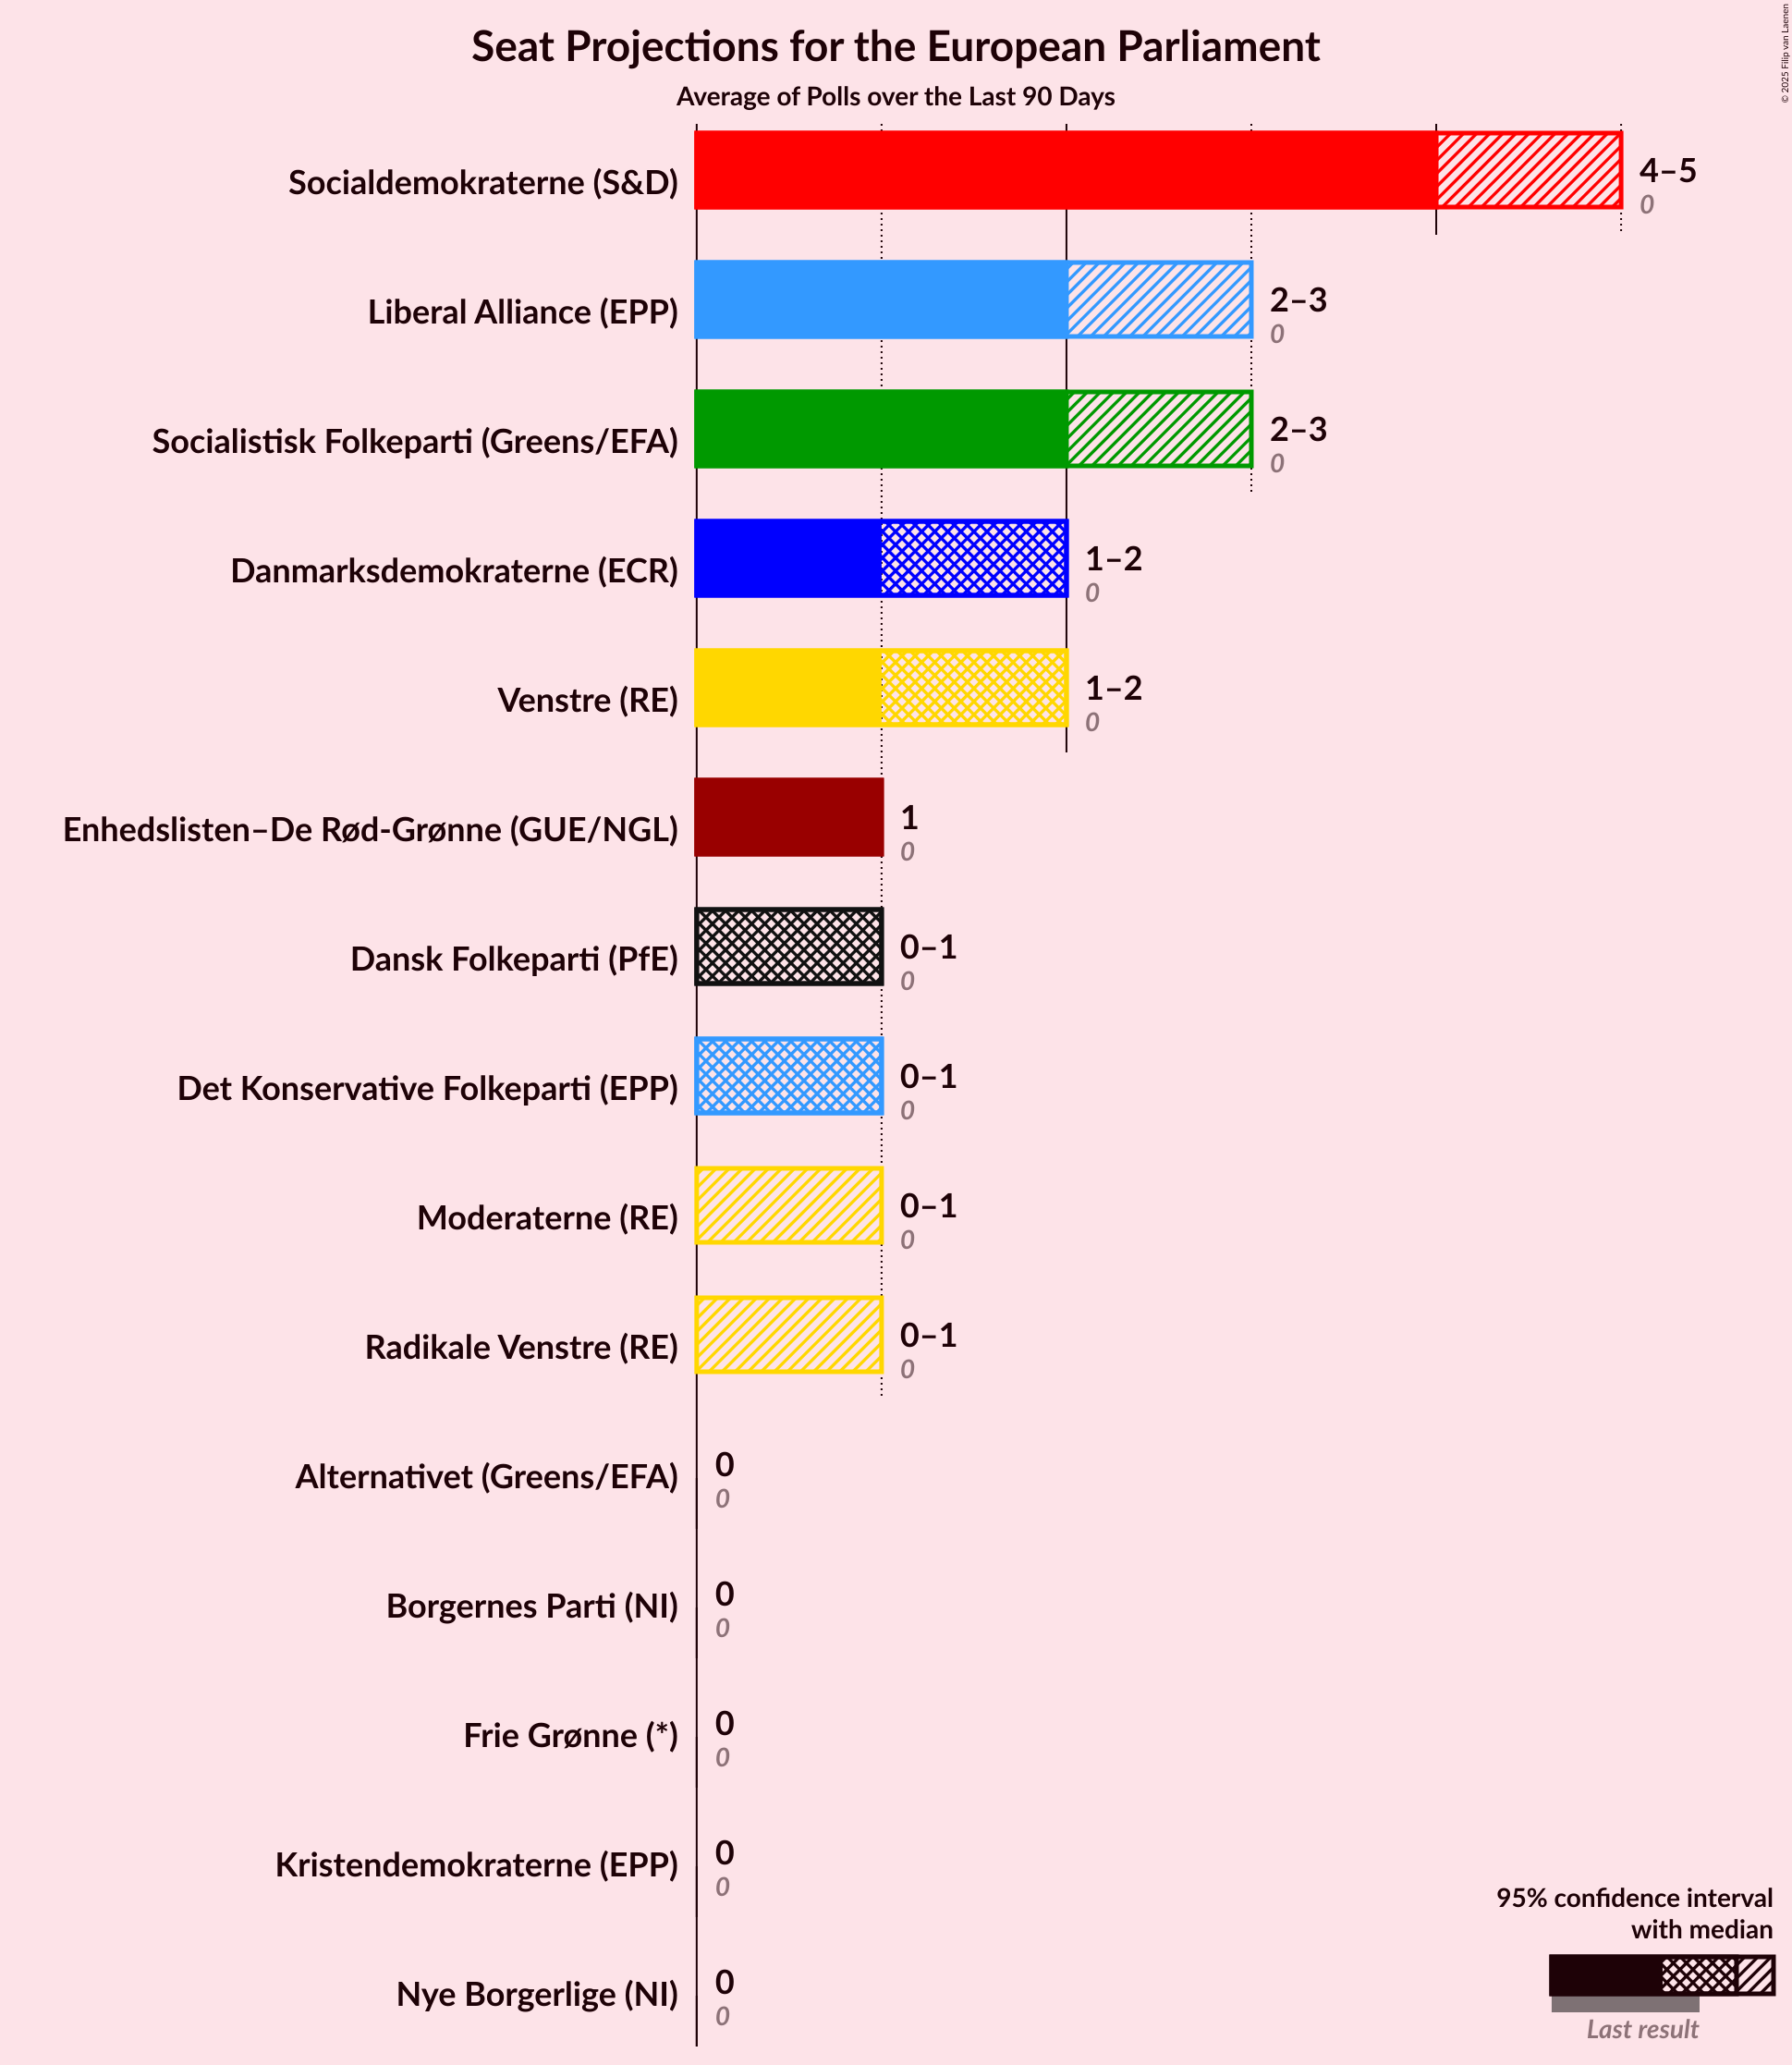 Seat Projections for the European Parliament
Average of Polls over the Last 90 Days
© 2025 Filip van Laenen
Socialdemokraterne (S&D)
4–5
0
Liberal Alliance (EPP)
2–3
0
Socialistisk Folkeparti (Greens/EFA)
2–3
0
Danmarksdemokraterne (ECR)
1–2
0
Venstre (RE)
1–2
0
Enhedslisten–De Rød-Grønne (GUE/NGL)
1
0
Dansk Folkeparti (PfE)
0–1
0
Det Konservative Folkeparti (EPP)
0–1
0
Moderaterne (RE)
0–1
0
Radikale Venstre (RE)
0–1
0
Alternativet (Greens/EFA)
0
0
Borgernes Parti (NI)
0
0
Frie Grønne (*)
0
0
Kristendemokraterne (EPP)
0
0
Nye Borgerlige (NI)
0
0
95% confidence interval
with median
Last result